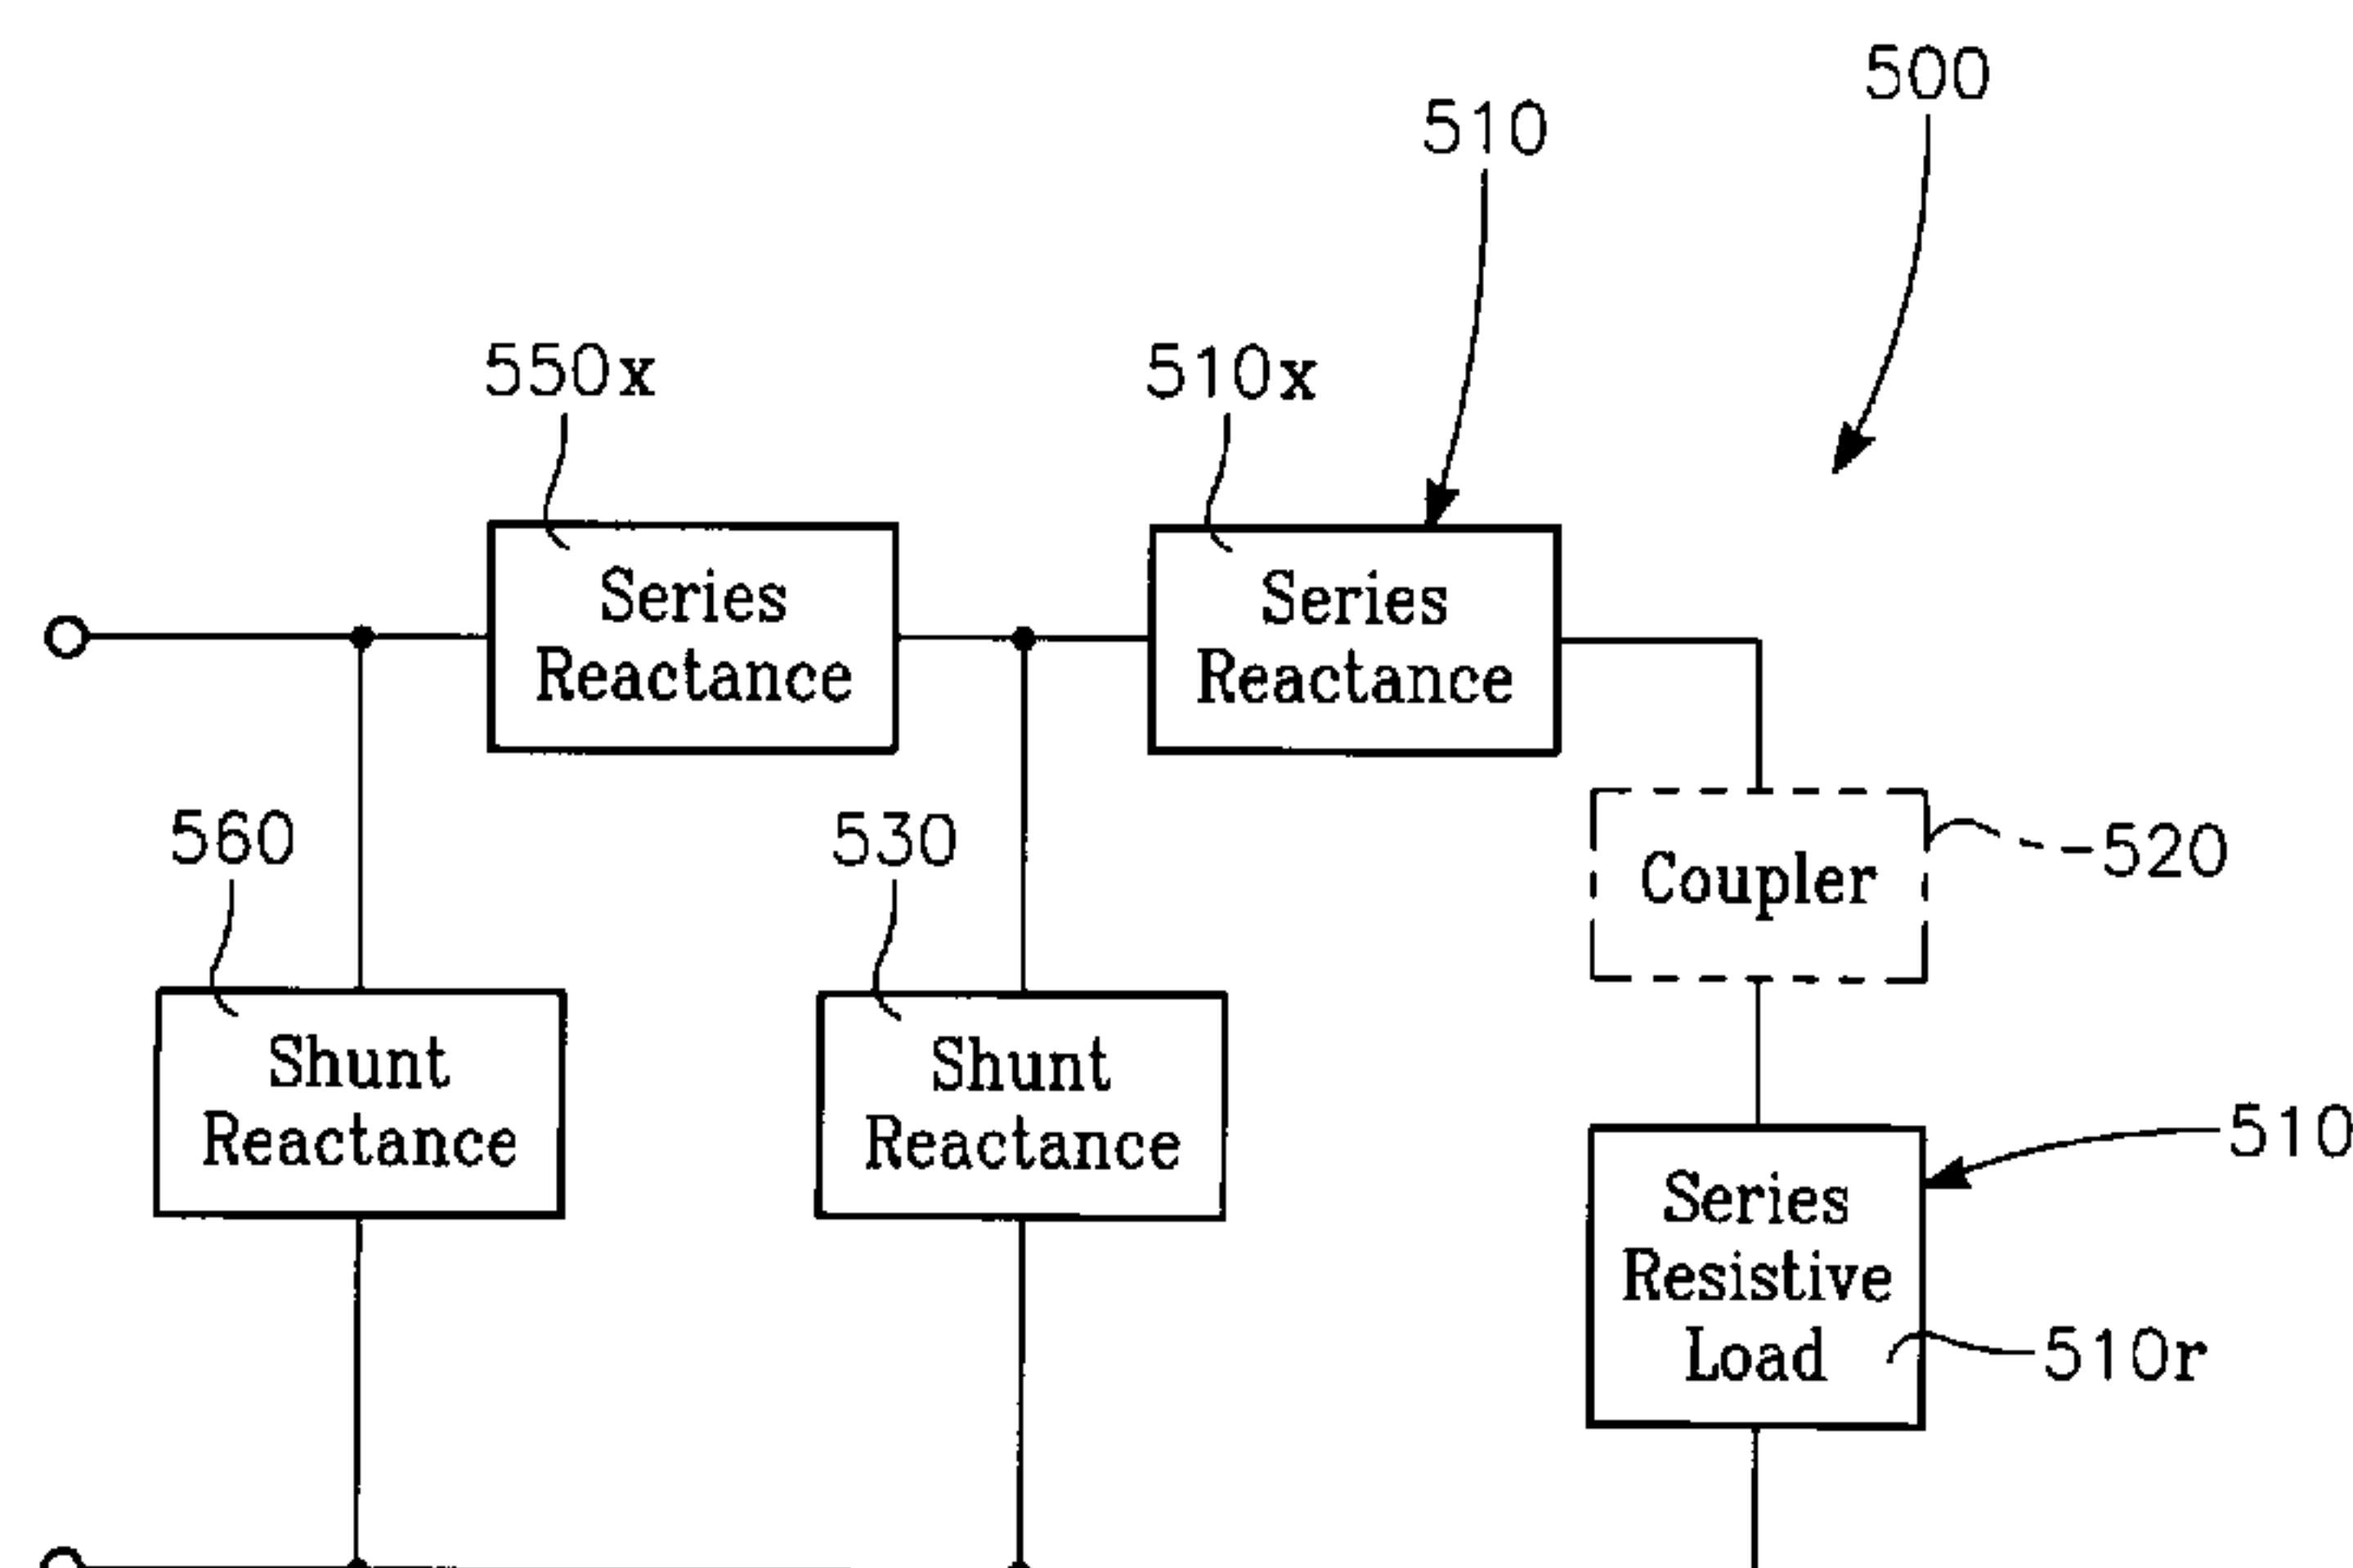 500
510
550x
510x
Series
Reactance
Series
Reactance
560
530
Coupler
520
Shunt
Reactance
Shunt
Reactance
510
Series
Resistive
Load
510r